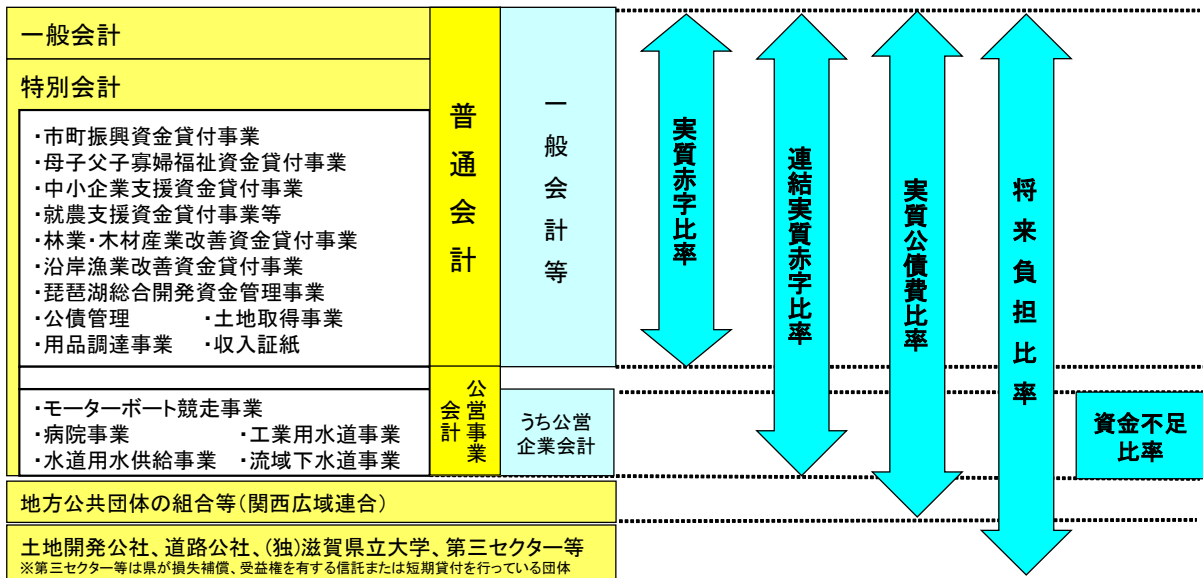 一般会計
特別会計
・市町振興資金貸付事業
・母子父子寡婦福祉資金貸付事業
・中小企業支援資金貸付事業
・就農支援資金貸付事業等
・林業・木材産業改善資金貸付事業
・沿岸漁業改善資金貸付事業
・琵琶湖総合開発資金管理事業
・公債管理　・土地取得事業
・用品調達事業　・収入証紙
・モーターボート競走事業
・病院事業　・工業用水道事業
・水道用水供給事業　・流域下水道事業
普通会計
公営事業
会計
一般会計等
うち公営
企業会計
実質赤字比率
連結実質赤字比率
実質公債費比率
将来負担比率
資金不足
比率
地方公共団体の組合等(関西広域連合)
土地開発公社、道路公社、(独)滋賀県立大学、第三セクター等
※第三セクター等は県が損失補償、受益権を有する信託または短期貸付を行っている団体